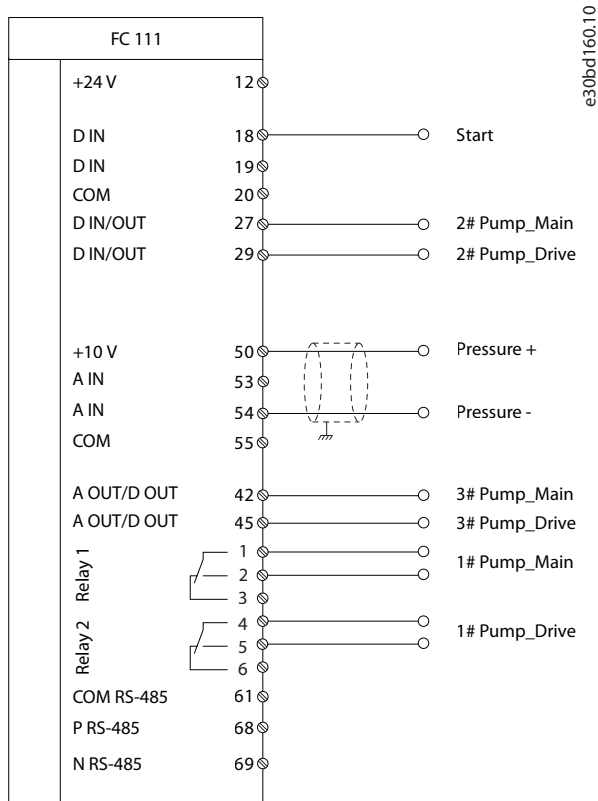 e30bd160.10
FC 111
+24 V 12
D IN 18 Start
D IN 19
COM 20
D IN/OUT 27 2# Pump_Main
D IN/OUT 29 2# Pump_Drive
+10 V 50 Pressure +
A IN 53
A IN 54 Pressure -
COM 55
A OUT/D OUT 42 3# Pump_Main
A OUT/D OUT 45 3# Pump_Drive
Relay 1
1
1# Pump_Main
2
3
Relay 2
4
1# Pump_Drive
5
6
COM RS-485 61
P RS-485 68
N RS-485 69